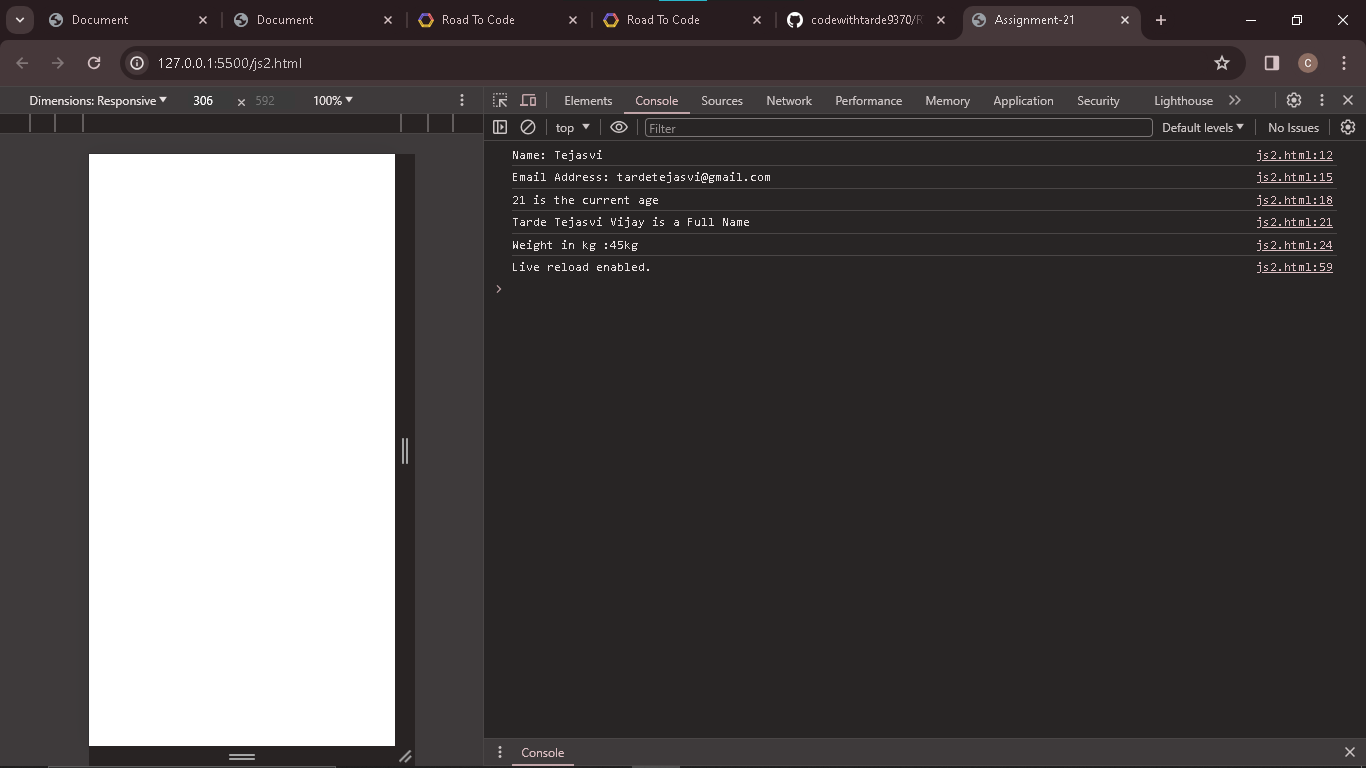 Document
Document
Road To Code
Road To Code
codewithtarde9370/R
Assignment-21
127.0.0.1:5500/js2.html
C
Dimensions: Responsive 306 × 592 100%
Elements Console Sources Network Performance Memory Application Security Lighthouse
top Filter Default levels No Issues
Name: Tejasvi js2.html:12
Email Address: tardetejasvi@gmail.com js2.html:15
21 is the current age js2.html:18
Tarde Tejasvi Vijay is a Full Name js2.html:21
Weight in kg :45kg js2.html:24
Live reload enabled. js2.html:59
Console